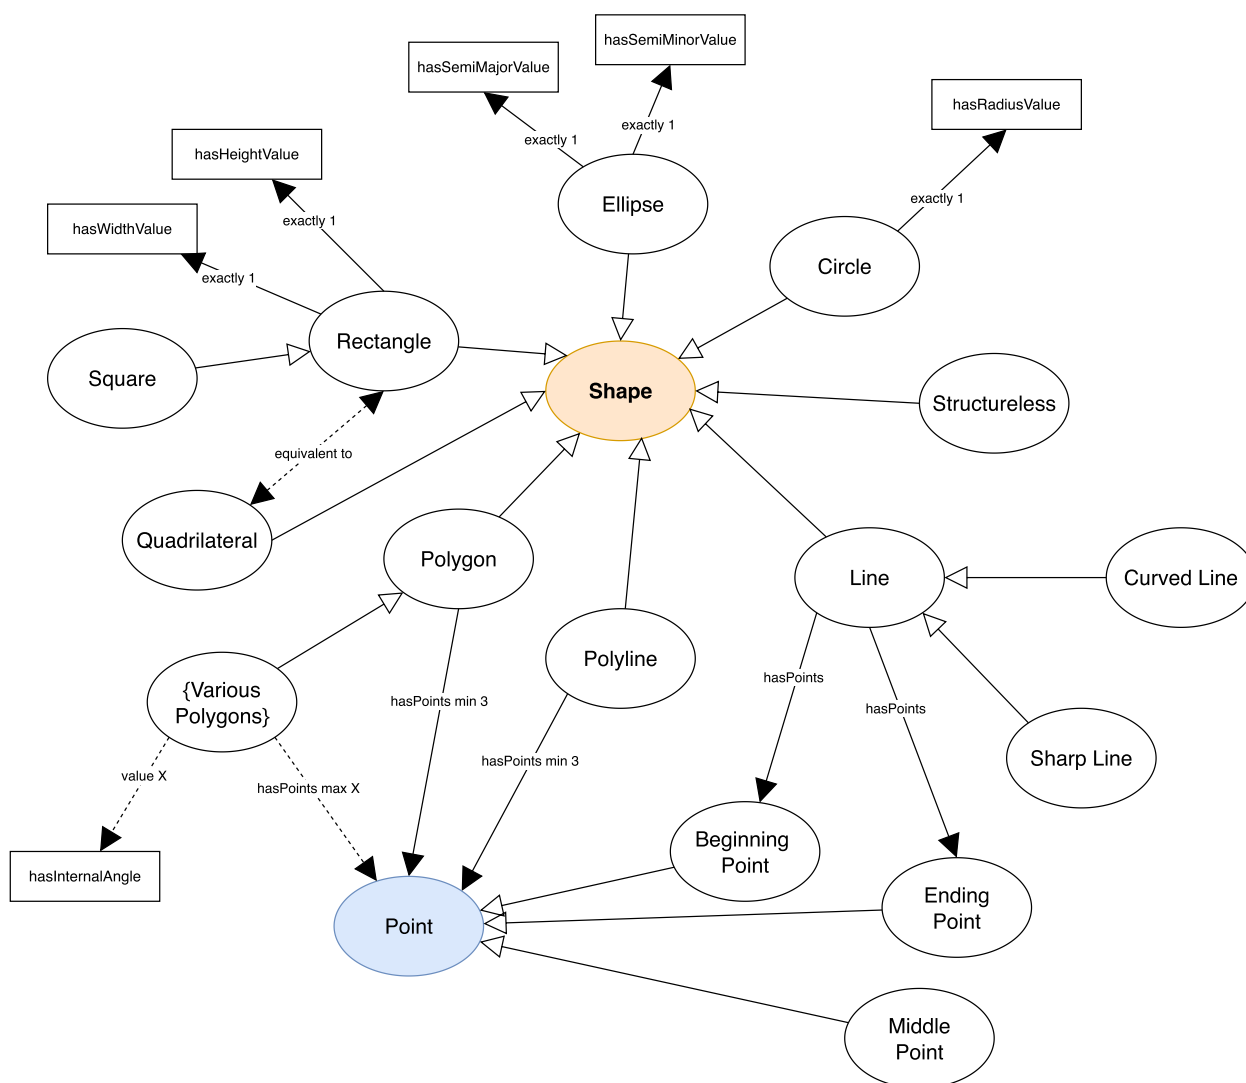 hasSemiMinorValue
hasSemiMajorValue
hasRadiusValue
exactly 1
exactly 1
hasHeightValue
exactly 1
Ellipse
hasWidthValue
exactly 1
exactly 1
Circle
Rectangle
Square
Shape
Structureless
equivalent to
Quadrilateral
Polygon
Line
Curved Line
Polyline
{Various
Polygons}
hasPoints
hasPoints min 3
hasPoints
Sharp Line
hasPoints min 3
value X
hasPoints max X
Beginning
Point
hasInternalAngle
Ending
Point
Point
Middle
Point